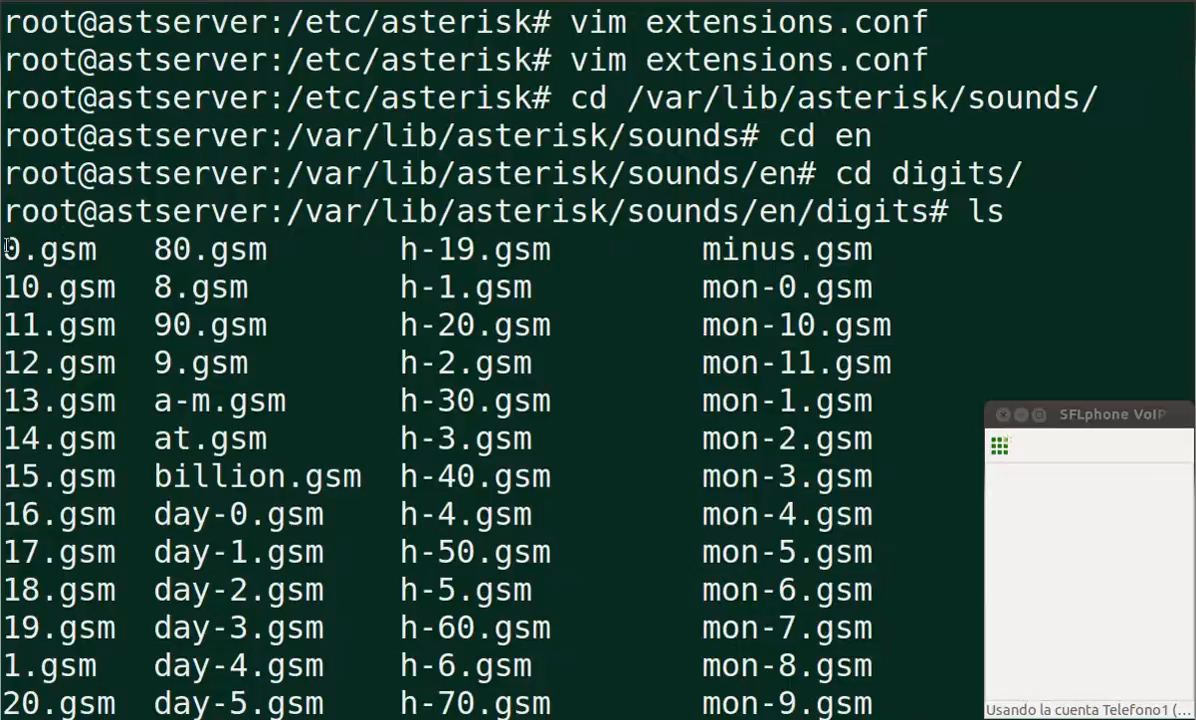 root@astserver:/etc/asterisk# vim extensions.conf
root@astserver:/etc/asterisk# vim extensions.conf
root@astserver:/etc/asterisk# cd /var/lib/asterisk/sounds/
root@astserver:/var/lib/asterisk/sounds# cd en
root@astserver:/var/lib/asterisk/sounds/en# cd digits/
root@astserver:/var/lib/asterisk/sounds/en/digits# ls
0.gsm 80.gsm h-19.gsm minus.gsm
10.gsm 8.gsm h-1.gsm mon-0.gsm
11.gsm 90.gsm h-20.gsm mon-10.gsm
12.gsm 9.gsm h-2.gsm mon-11.gsm
13.gsm a-m.gsm h-30.gsm mon-1.gsm
14.gsm at.gsm h-3.gsm mon-2.gsm
15.gsm billion.gsm h-40.gsm mon-3.gsm
16.gsm day-0.gsm h-4.gsm mon-4.gsm
17.gsm day-1.gsm h-50.gsm mon-5.gsm
18.gsm day-2.gsm h-5.gsm mon-6.gsm
19.gsm day-3.gsm h-60.gsm mon-7.gsm
1.gsm day-4.gsm h-6.gsm mon-8.gsm
20.gsm day-5.gsm h-70.gsm mon-9.gsm
SFLphone VoIP
Usando la cuenta Telefono1 (...